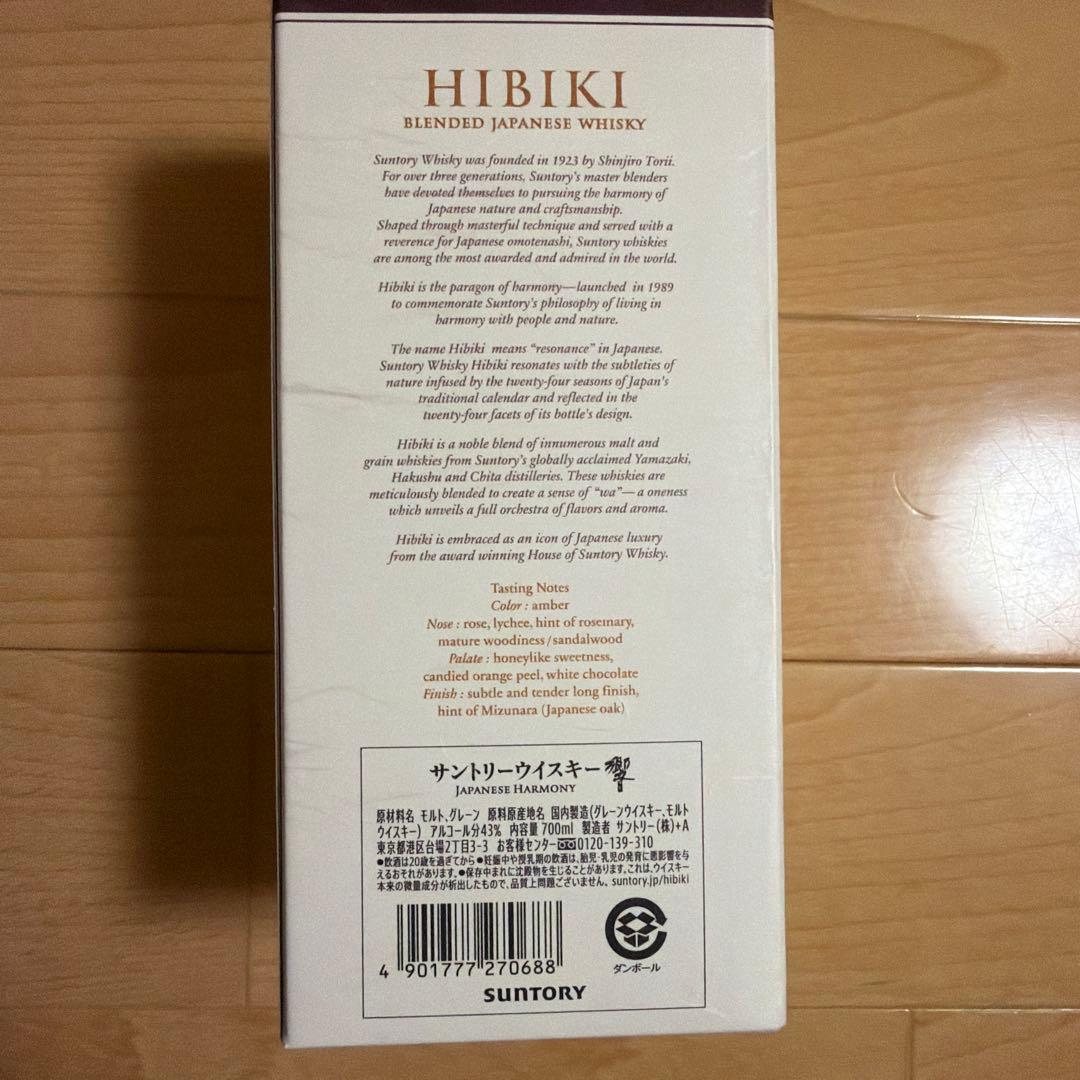 HIBIKI
BLENDED JAPANESE WHISKY
Suntory Whisky was founded in 1923 by Shinjiro Torii.
For over three generations, Suntory's master blenders
have devoted themselves to pursuing the harmony of
Japanese nature and craftsmanship.
Shaped through masterful technique and served with a
reverence for Japanese omotenashi, Suntory whiskies
are among the most awarded and admired in the world.
Hibiki is the paragon of harmony—launched in 1989
to commemorate Suntory's philosophy of living in
harmony with people and nature.
The name Hibiki means “resonance” in Japanese.
Suntory Whisky Hibiki resonates with the subtleties of
nature infused by the twenty-four seasons of Japan's
traditional calendar and reflected in the
twenty-four facets of its bottle's design.
Hibiki is a noble blend of innumerous malt and
grain whiskies from Suntory's globally acclaimed Yamazaki,
Hakushu and Chita distilleries. These whiskies are
meticulously blended to create a sense of “wa”— a oneness
which unveils a full orchestra of flavors and aroma.
Hibiki is embraced as an icon of Japanese luxury
from the award winning House of Suntory Whisky.
Tasting Notes
Color : amber
Nose : rose, lychee, hint of rosemary,
mature woodiness/sandalwood
Palate : honeylike sweetness,
candied orange peel, white chocolate
Finish : subtle and tender long finish,
hint of Mizunara (Japanese oak)
サントリーウイスキー 響
JAPANESE HARMONY
原材料名 モルト、グレーン 原料原産地名 国内製造(グレーンウイスキー、モルト
ウイスキー) アルコール分43% 内容量700ml 製造者 サントリー(株)+A
東京都港区台場2丁目3-3 お客様センター 0120-139-310
●飲酒は20歳を過ぎてから ●妊娠中や授乳期の飲酒は、胎児・乳児の発育に悪影響を与
えるおそれがあります。●保存中まれに沈殿物を生じることがあります。これは、ウイスキー
本来の微量成分が析出したもので、品質上問題ございません。 suntory.jp/hibiki
4 901777 270688
ダンボール
SUNTORY